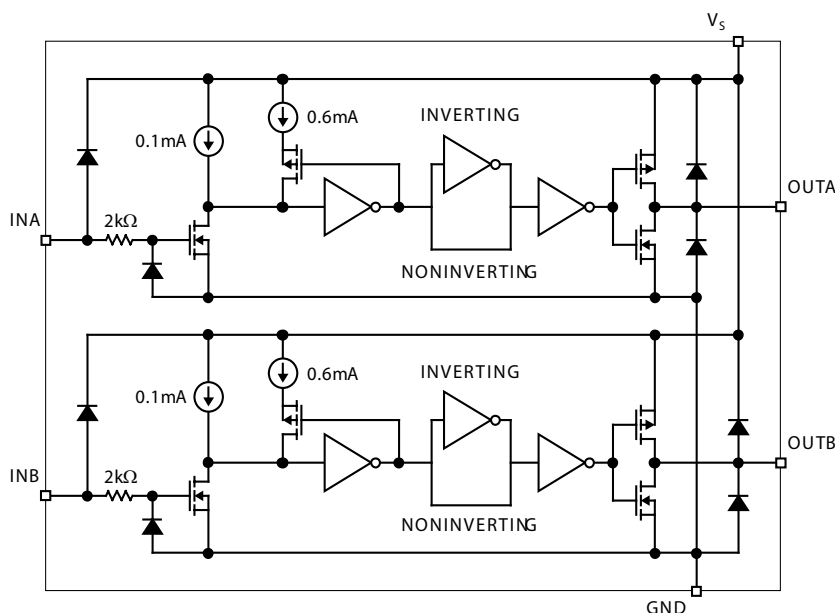 VS
0.1mA
0.6mA
INVERTING
OUTA
INA
2kΩ
NONINVERTING
0.1mA
0.6mA
INVERTING
OUTB
INB
2kΩ
NONINVERTING
GND